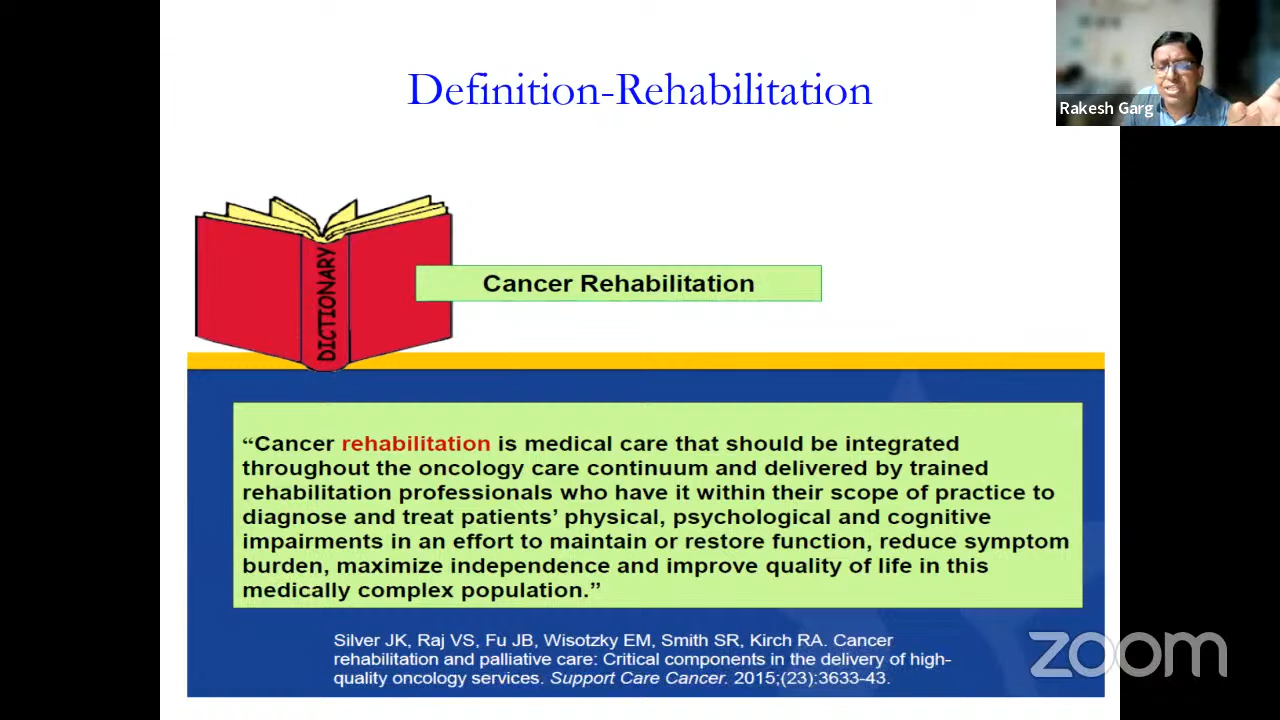 Definition-Rehabilitation
Rakesh Garg
DICTIONARY
Cancer Rehabilitation
“Cancer rehabilitation is medical care that should be integrated
throughout the oncology care continuum and delivered by trained
rehabilitation professionals who have it within their scope of practice to
diagnose and treat patients’ physical, psychological and cognitive
impairments in an effort to maintain or restore function, reduce symptom
burden, maximize independence and improve quality of life in this
medically complex population.”
Silver JK, Raj VS, Fu JB, Wisotzky EM, Smith SR, Kirch RA. Cancer
rehabilitation and palliative care: Critical components in the delivery of high-
quality oncology services. Support Care Cancer. 2015;(23):3633-43.
zoom